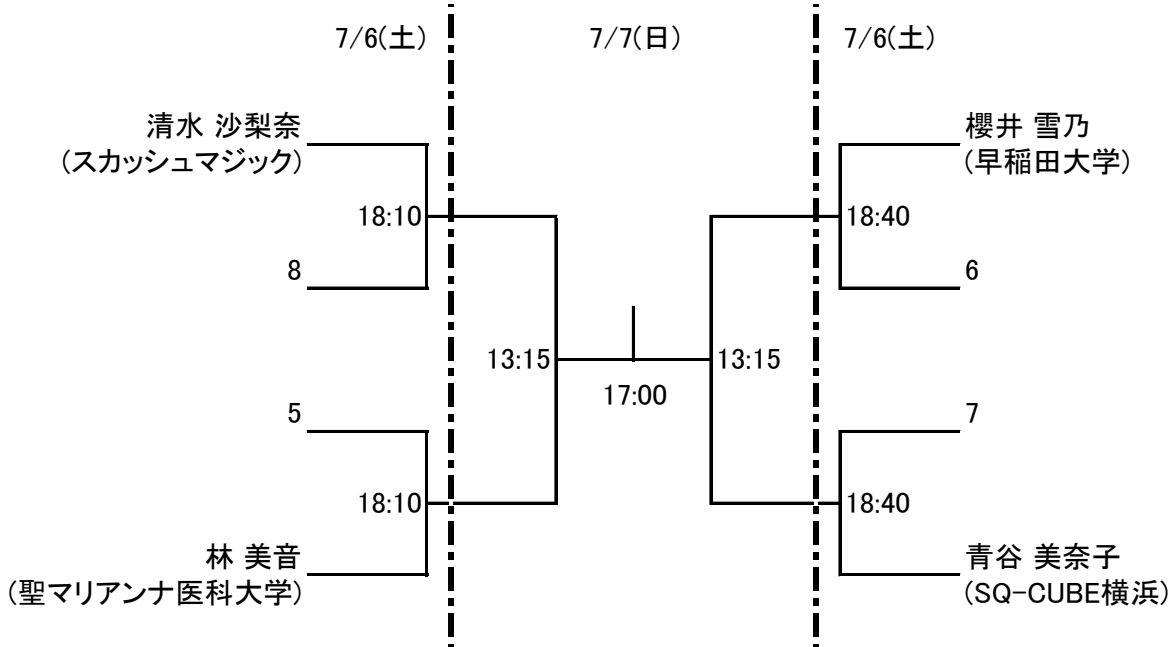 7/6(土)
7/7(日)
7/6(土)
清水 沙梨奈
(スカッシュマジック)
櫻井 雪乃
(早稲田大学)
18:10
18:40
8
6
13:15
13:15
17:00
5
7
18:10
18:40
林 美音
(聖マリアンナ医科大学)
青谷 美奈子
(SQ-CUBE横浜)